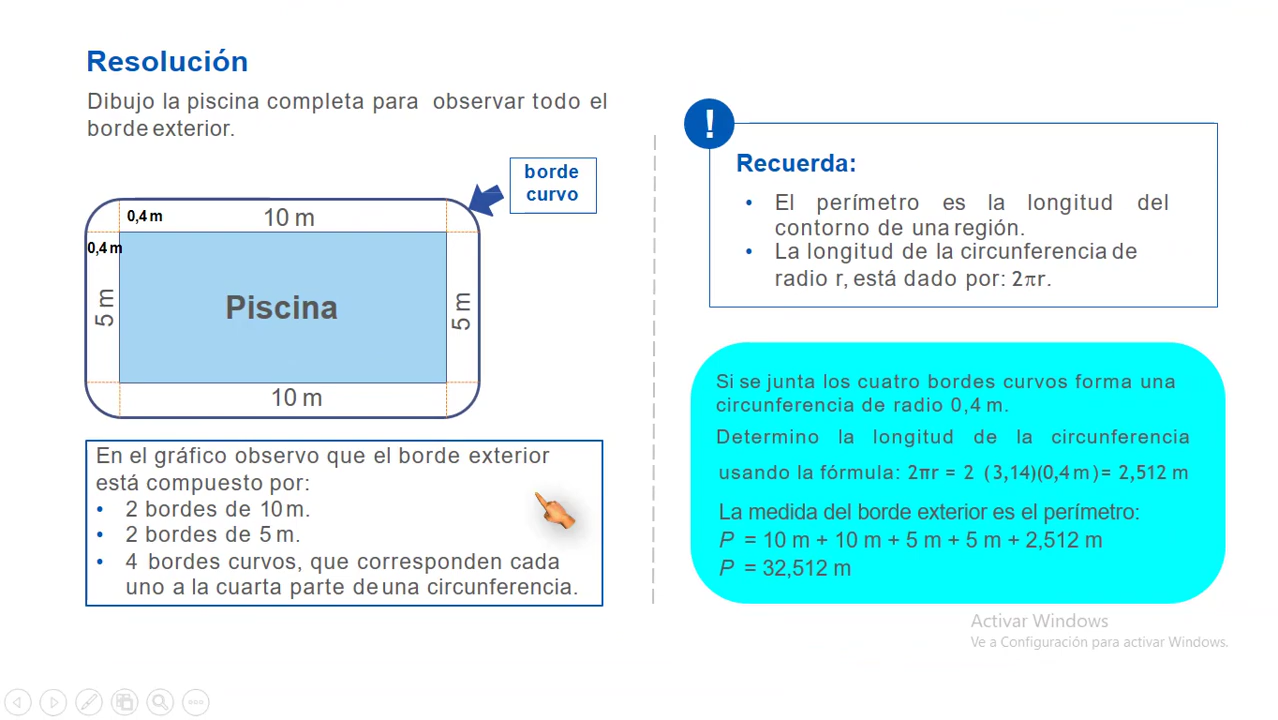 Resolución
Dibujo la piscina completa para observar todo el
borde exterior.
borde
curvo
0,4 m
10 m
0,4 m
5 m
Piscina
5 m
10 m
En el gráfico observo que el borde exterior
está compuesto por:
• 2 bordes de 10 m.
• 2 bordes de 5 m.
• 4 bordes curvos, que corresponden cada
uno a la cuarta parte de una circunferencia.
!
Recuerda:
• El perímetro es la longitud del
contorno de una región.
• La longitud de la circunferencia de
radio r, está dado por: 2πr.
Si se junta los cuatro bordes curvos forma una
circunferencia de radio 0,4 m.
Determino la longitud de la circunferencia
usando la fórmula: 2πr = 2 (3,14)(0,4 m) = 2,512 m
La medida del borde exterior es el perímetro:
P = 10 m + 10 m + 5 m + 5 m + 2,512 m
P = 32,512 m
Activar Windows
Ve a Configuración para activar Windows.